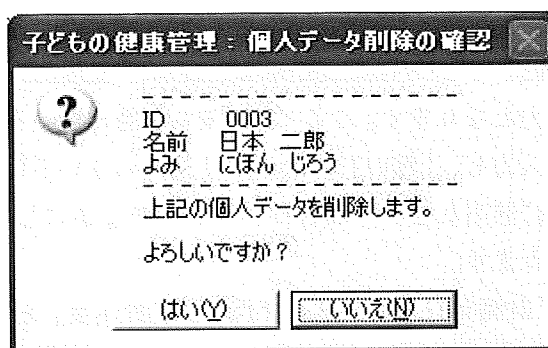 子どもの健康管理：個人データ削除の確認
ID 0003
名前 日本 二郎
よみ にほん じろう
上記の個人データを削除します。
よろしいですか？
はい(Y) いいえ(N)